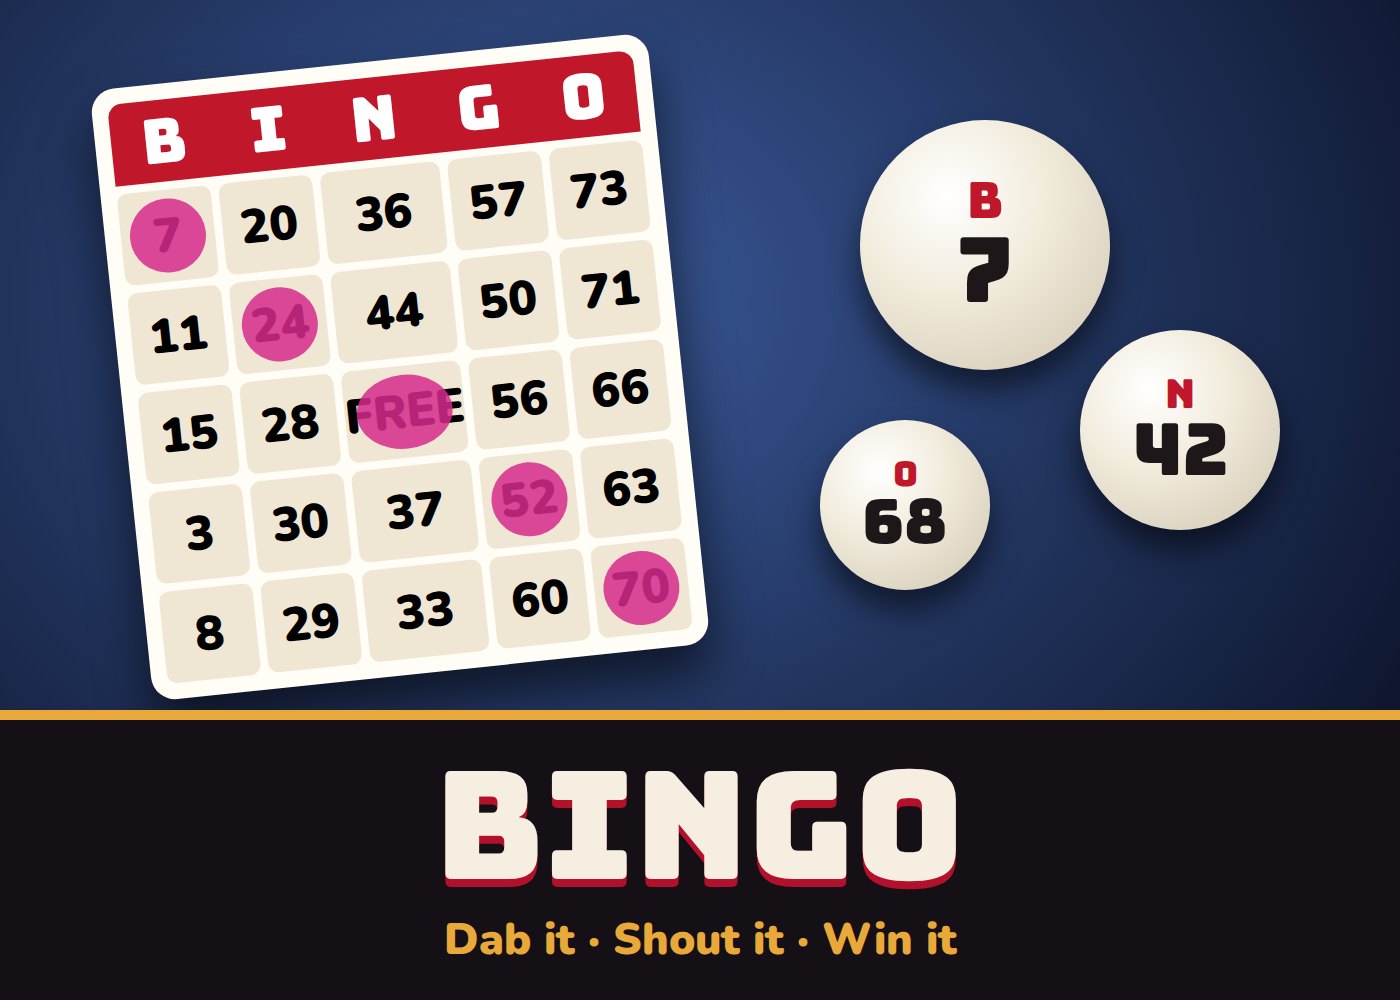 B I N G O
7 20 36 57 73
11 24 44 50 71
15 28 FREE 56 66
3 30 37 52 63
8 29 33 60 70
B
7
N
42
O
68
BINGO
Dab it · Shout it · Win it